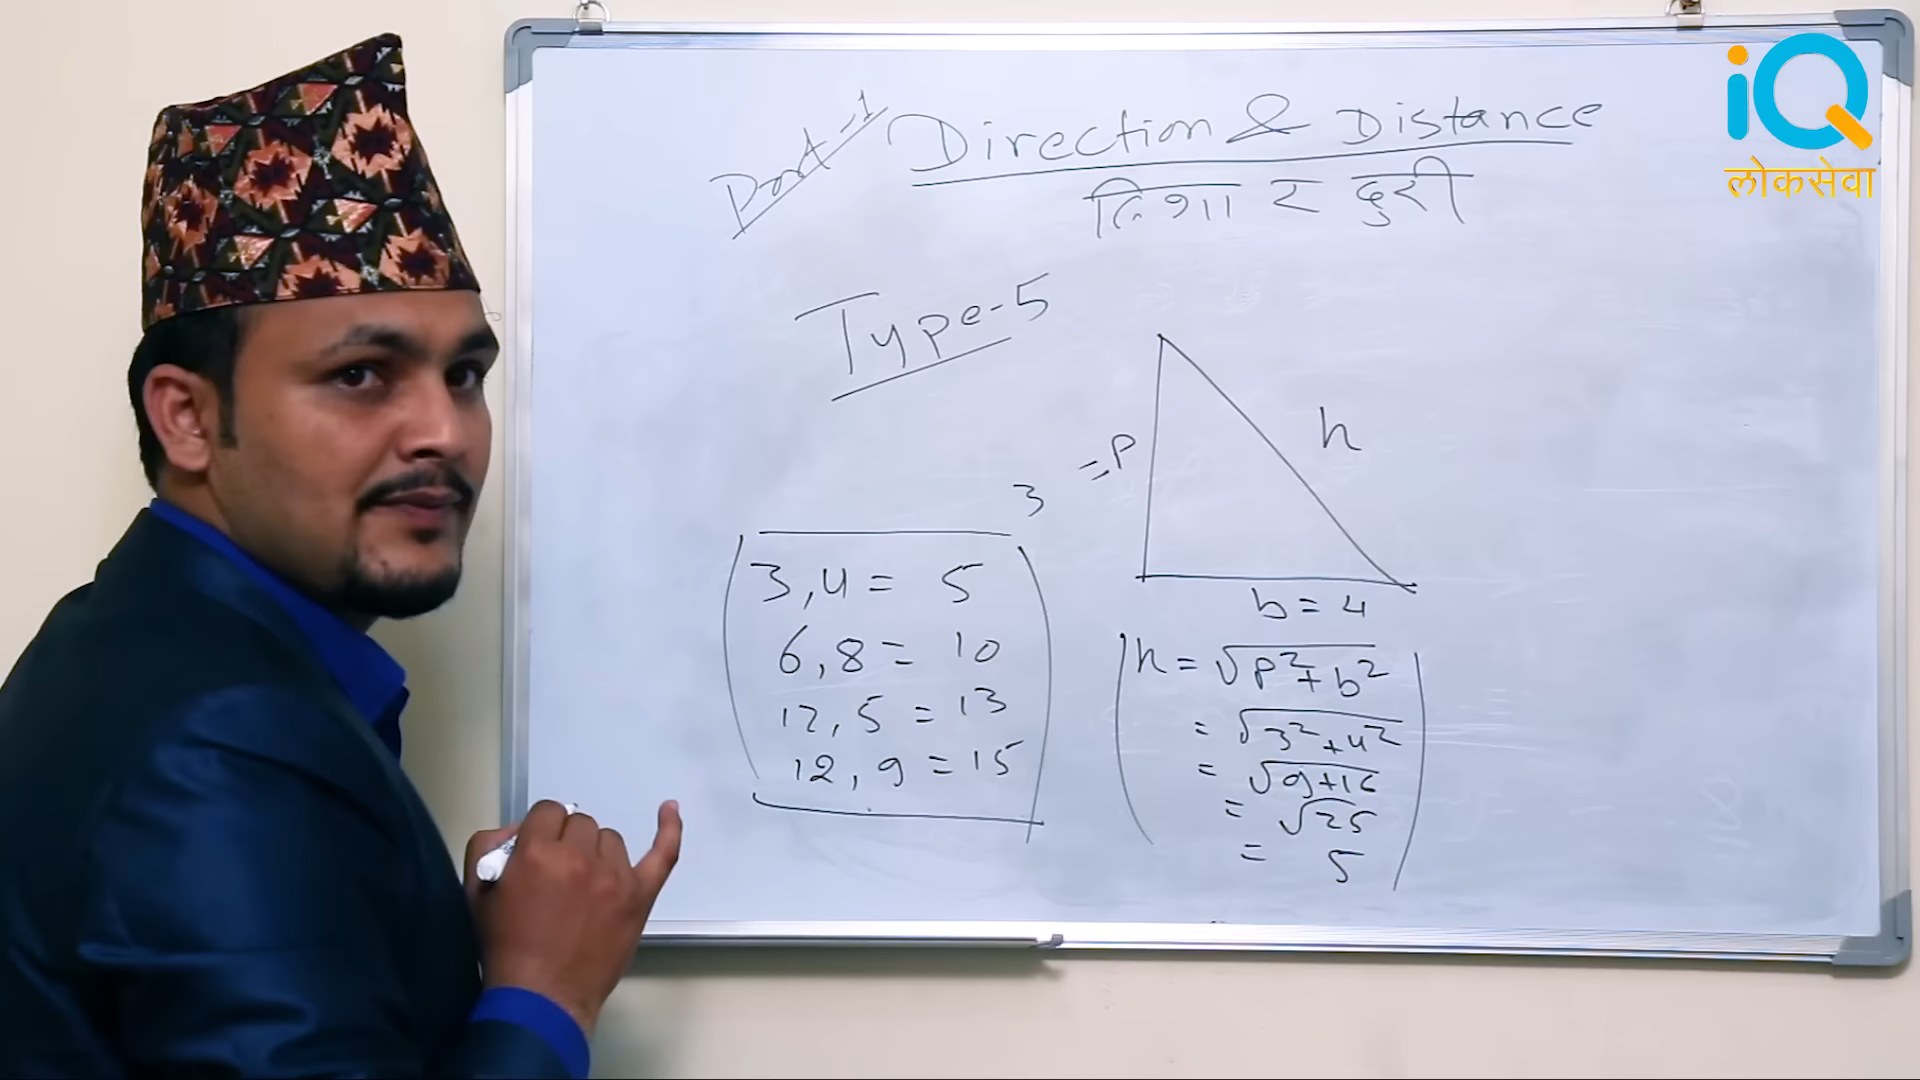 Part-1
Direction & Distance
iQ
लोकसेवा
दिशा र दुरी
Type-5
h
3 =P
b = 4
3,4 = 5
6,8 = 10
12,5 = 13
12,9 = 15
h = √p²+b²
= √3²+4²
= √9+16
= √25
= 5